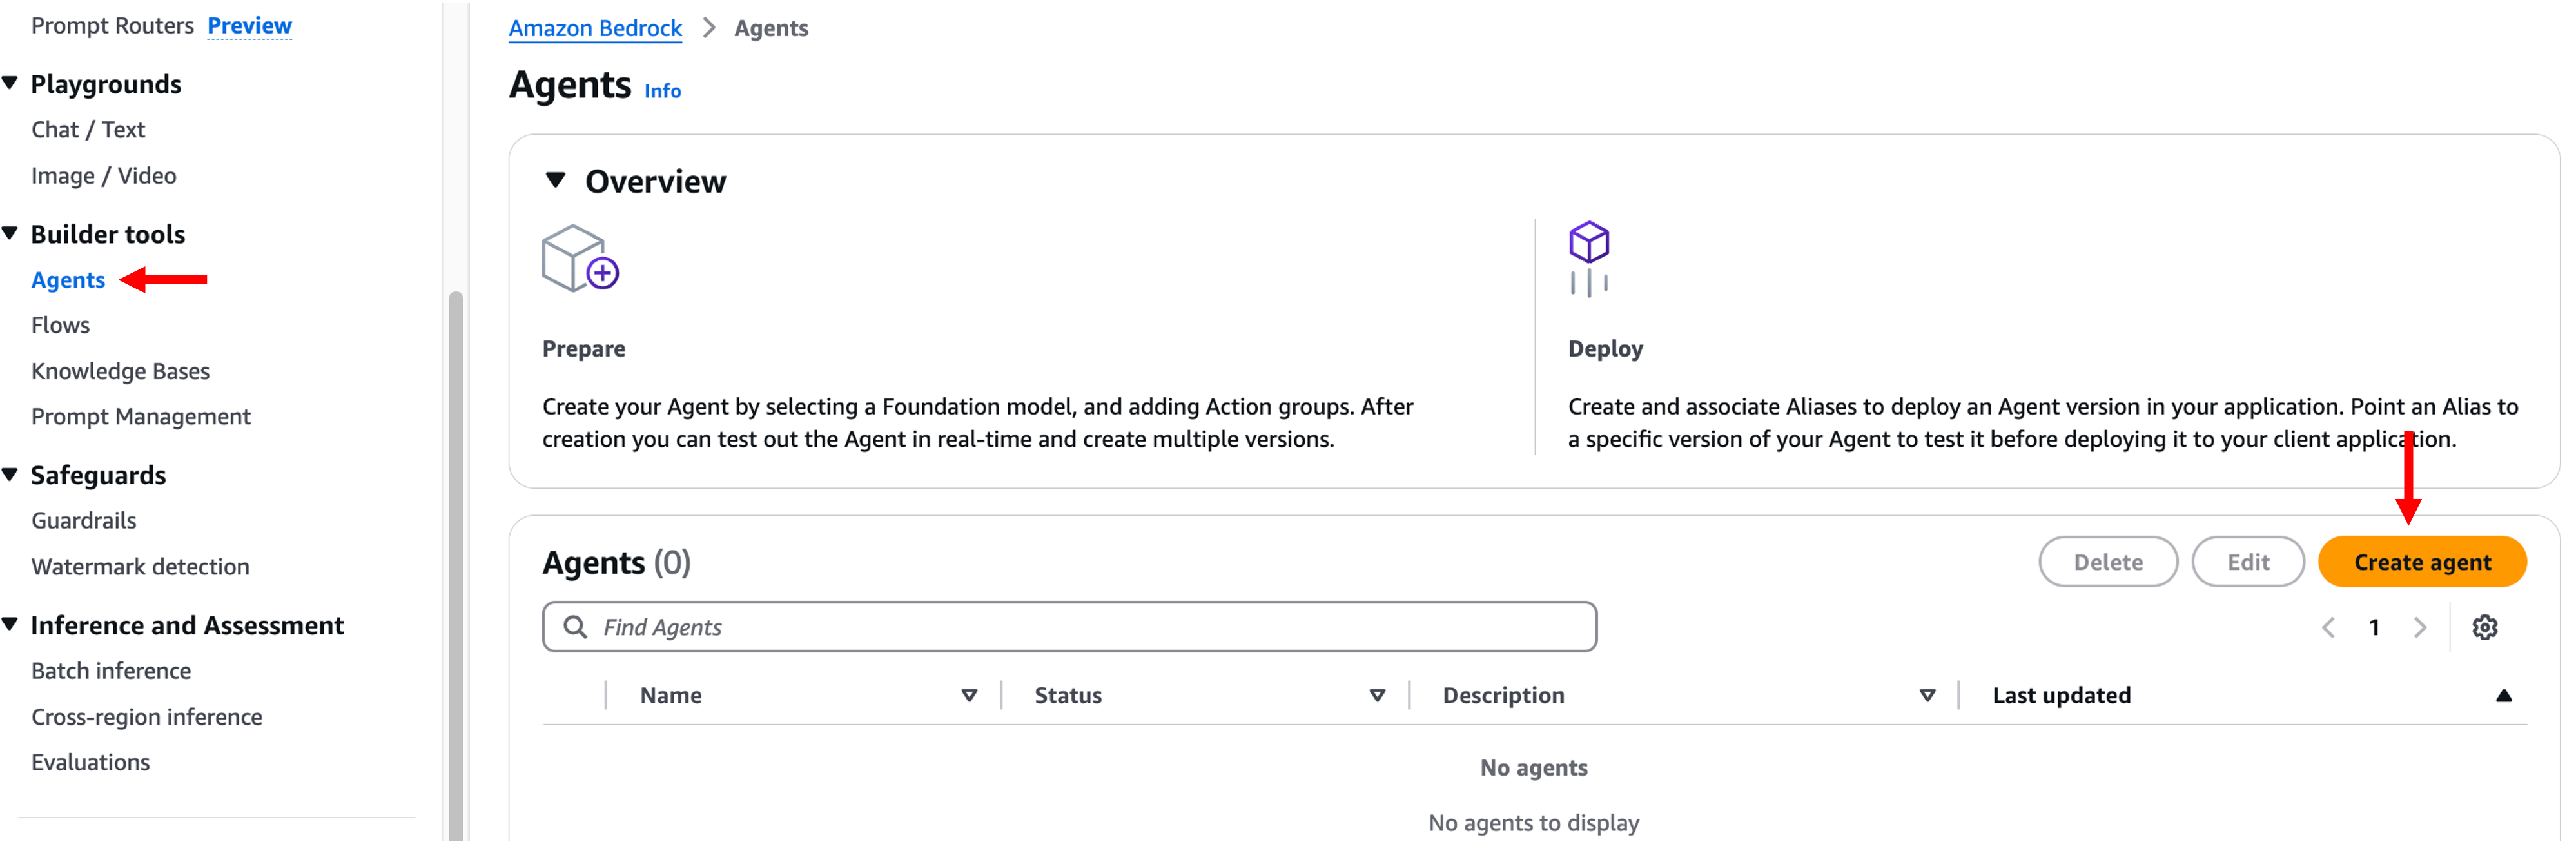 Prompt Routers Preview
Playgrounds
Chat / Text
Image / Video
Builder tools
Agents
Flows
Knowledge Bases
Prompt Management
Safeguards
Guardrails
Watermark detection
Inference and Assessment
Batch inference
Cross-region inference
Evaluations
Amazon Bedrock > Agents
Agents Info
Overview
Prepare
Create your Agent by selecting a Foundation model, and adding Action groups. After
creation you can test out the Agent in real-time and create multiple versions.
Deploy
Create and associate Aliases to deploy an Agent version in your application. Point an Alias to
a specific version of your Agent to test it before deploying it to your client application.
Agents (0)
Delete Edit Create agent
Find Agents
1
Name Status Description Last updated
No agents
No agents to display